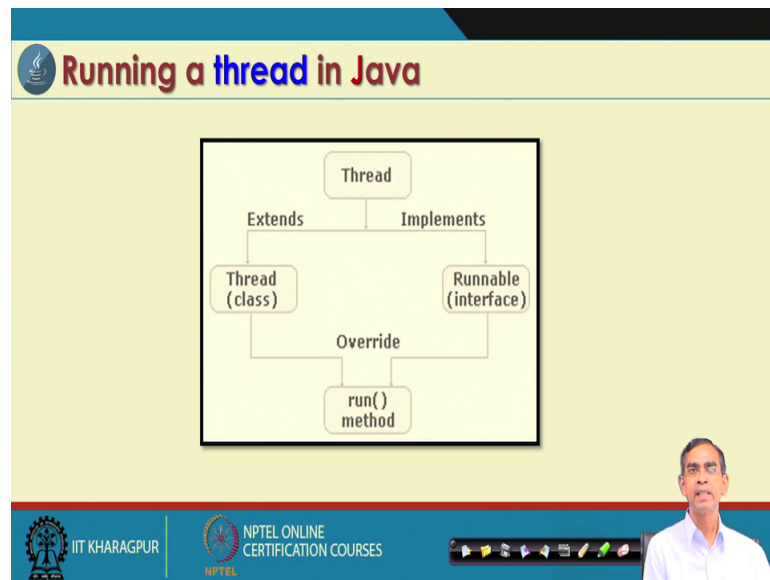 Running a thread in Java
Thread
Extends
Implements
Thread
(class)
Runnable
(interface)
Override
run()
method
IIT KHARAGPUR
NPTEL
NPTEL ONLINE
CERTIFICATION COURSES